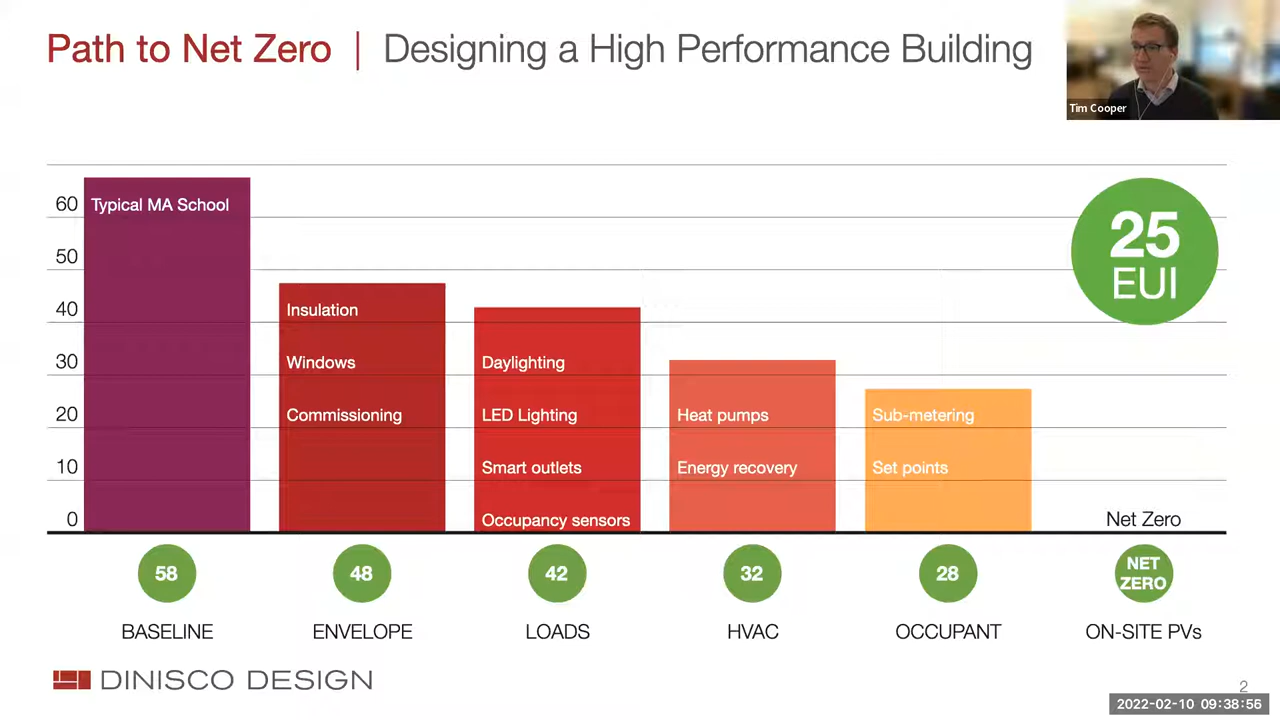 Path to Net Zero | Designing a High Performance Building
Tim Cooper
60
50
40
30
20
10
0
Typical MA School
Insulation
Windows
Commissioning
Daylighting
LED Lighting
Smart outlets
Occupancy sensors
Heat pumps
Energy recovery
Sub-metering
Set points
25
EUI
Net Zero
58
48
42
32
28
NET
ZERO
BASELINE
ENVELOPE
LOADS
HVAC
OCCUPANT
ON-SITE PVs
DINISCO DESIGN
2
2022-02-10 09:38:56